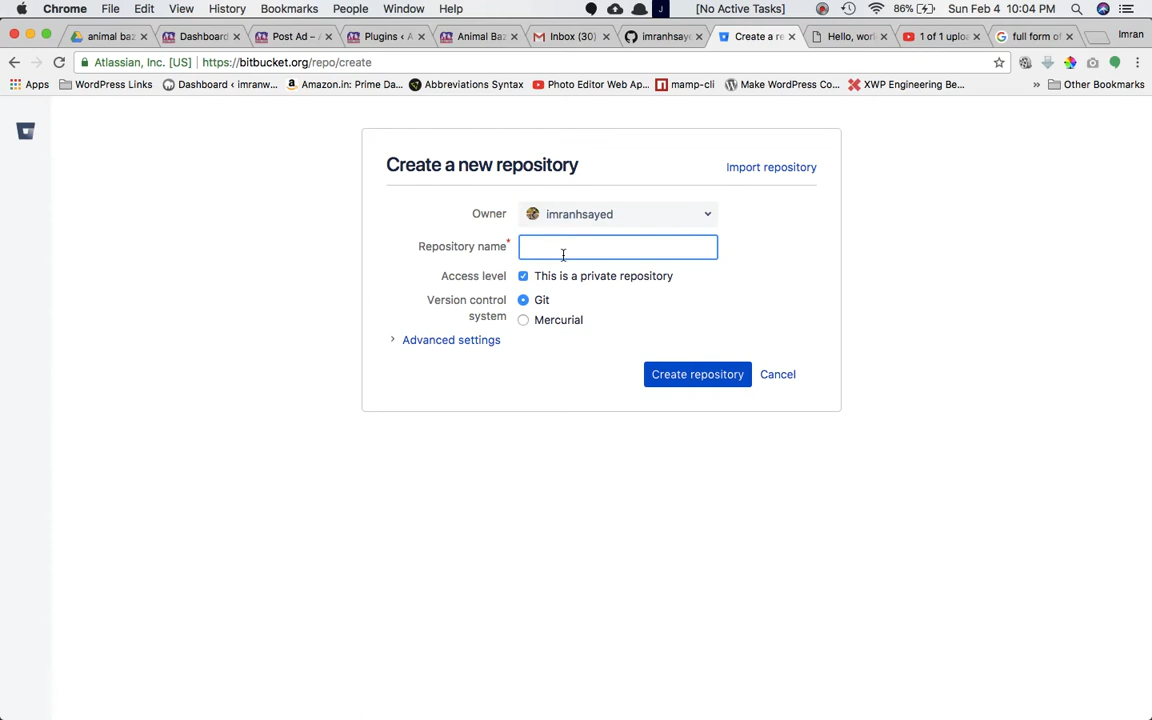 Chrome File Edit View History Bookmarks People Window Help J [No Active Tasks] 86% Sun Feb 4 10:04 PM
animal baz Dashboard Post Ad – Plugins ‹ A Animal Baz Inbox (30) imranhsaye Create a re Hello, worl 1 of 1 uploa full form of Imran
Atlassian, Inc. [US] https://bitbucket.org/repo/create
Apps WordPress Links Dashboard ‹ imranw... Amazon.in: Prime Da... Abbreviations Syntax Photo Editor Web Ap... mamp-cli Make WordPress Co... XWP Engineering Be... » Other Bookmarks
Create a new repository
Import repository
Owner imranhsayed
Repository name*
Access level This is a private repository
Version control system
Git
Mercurial
Advanced settings
Create repository Cancel